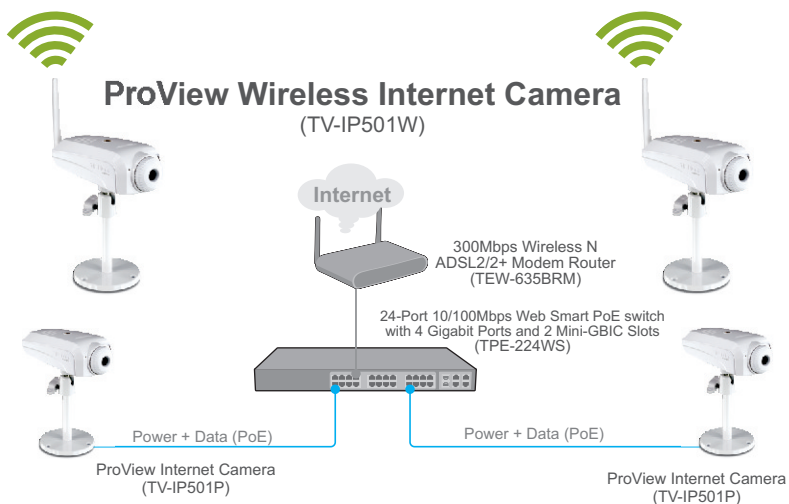 ProView Wireless Internet Camera
(TV-IP501W)
Internet
300Mbps Wireless N
ADSL2/2+ Modem Router
(TEW-635BRM)
24-Port 10/100Mbps Web Smart PoE switch
with 4 Gigabit Ports and 2 Mini-GBIC Slots
(TPE-224WS)
Power + Data (PoE)
Power + Data (PoE)
ProView Internet Camera
(TV-IP501P)
ProView Internet Camera
(TV-IP501P)